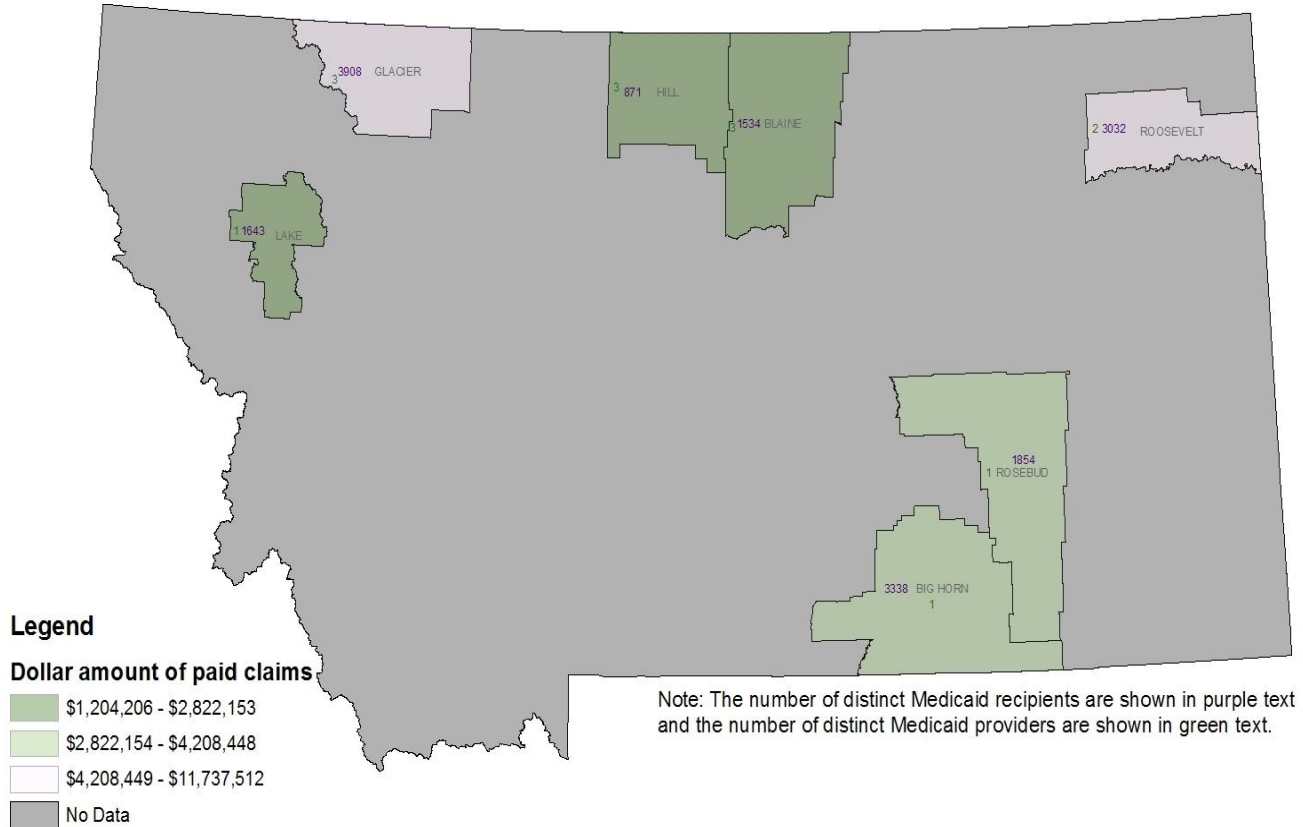 3908 GLACIER
3
3
871 HILL
3 1534 BLAINE
2 3032 ROOSEVELT
1 1643 LAKE
1854
1 ROSEBUD
3338 BIG HORN
1
Legend
Dollar amount of paid claims
$1,204,206 - $2,822,153
$2,822,154 - $4,208,448
$4,208,449 - $11,737,512
No Data
Note: The number of distinct Medicaid recipients are shown in purple text
and the number of distinct Medicaid providers are shown in green text.